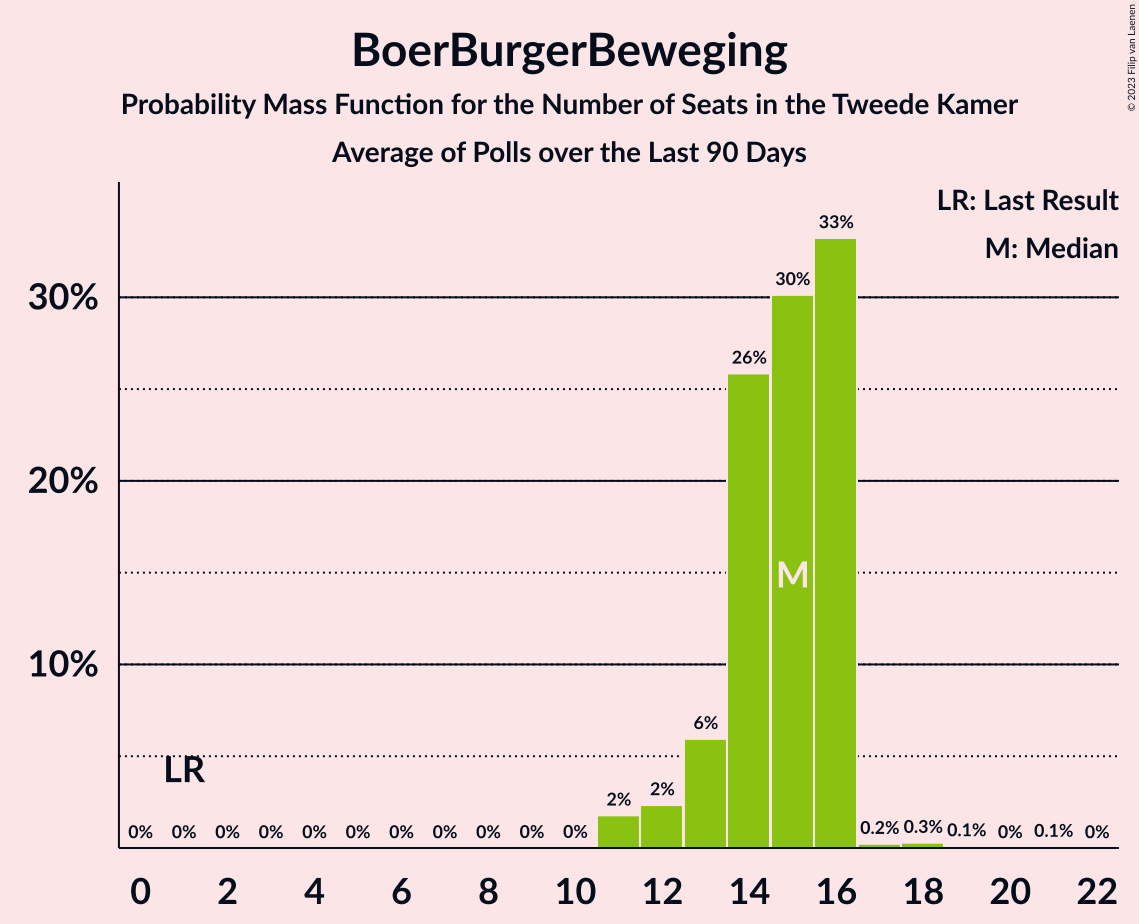 BoerBurgerBeweging
Probability Mass Function for the Number of Seats in the Tweede Kamer
Average of Polls over the Last 90 Days
© 2023 Filip van Laenen
LR: Last Result
M: Median
33%
30%
30%
26%
20%
M
10%
6%
LR
2%
2%
0% 0% 0% 0% 0% 0% 0% 0% 0% 0% 0% 0.2% 0.3% 0.1% 0% 0.1% 0%
0 2 4 6 8 10 12 14 16 18 20 22